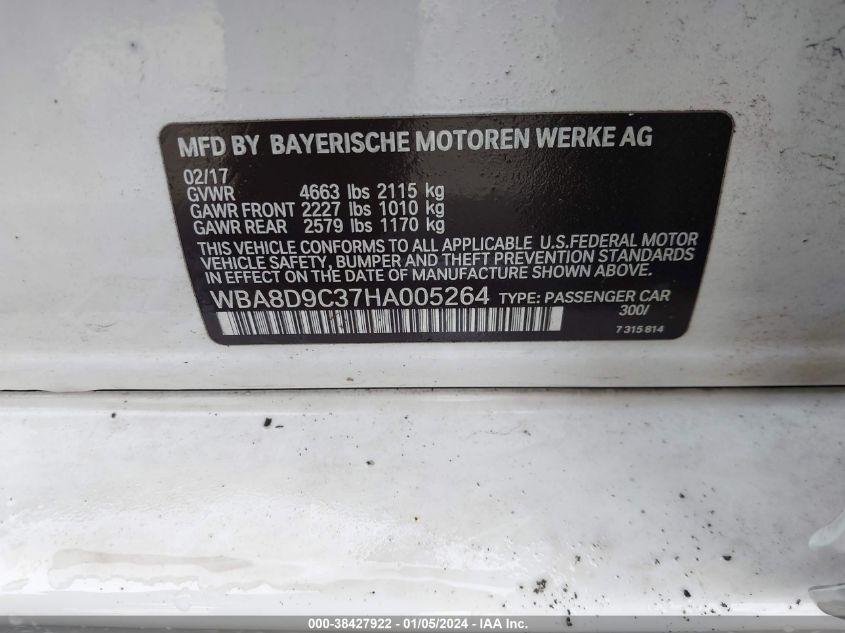 MFD BY BAYERISCHE MOTOREN WERKE AG
02/17
GVWR 4663 lbs 2115 kg
GAWR FRONT 2227 lbs 1010 kg
GAWR REAR 2579 lbs 1170 kg
THIS VEHICLE CONFORMS TO ALL APPLICABLE U.S.FEDERAL MOTOR
VEHICLE SAFETY, BUMPER AND THEFT PREVENTION STANDARDS
IN EFFECT ON THE DATE OF MANUFACTURE SHOWN ABOVE.
WBA8D9C37HA005264 TYPE: PASSENGER CAR
300/
7 315 814
000-38427922 - 01/05/2024 - IAA Inc.